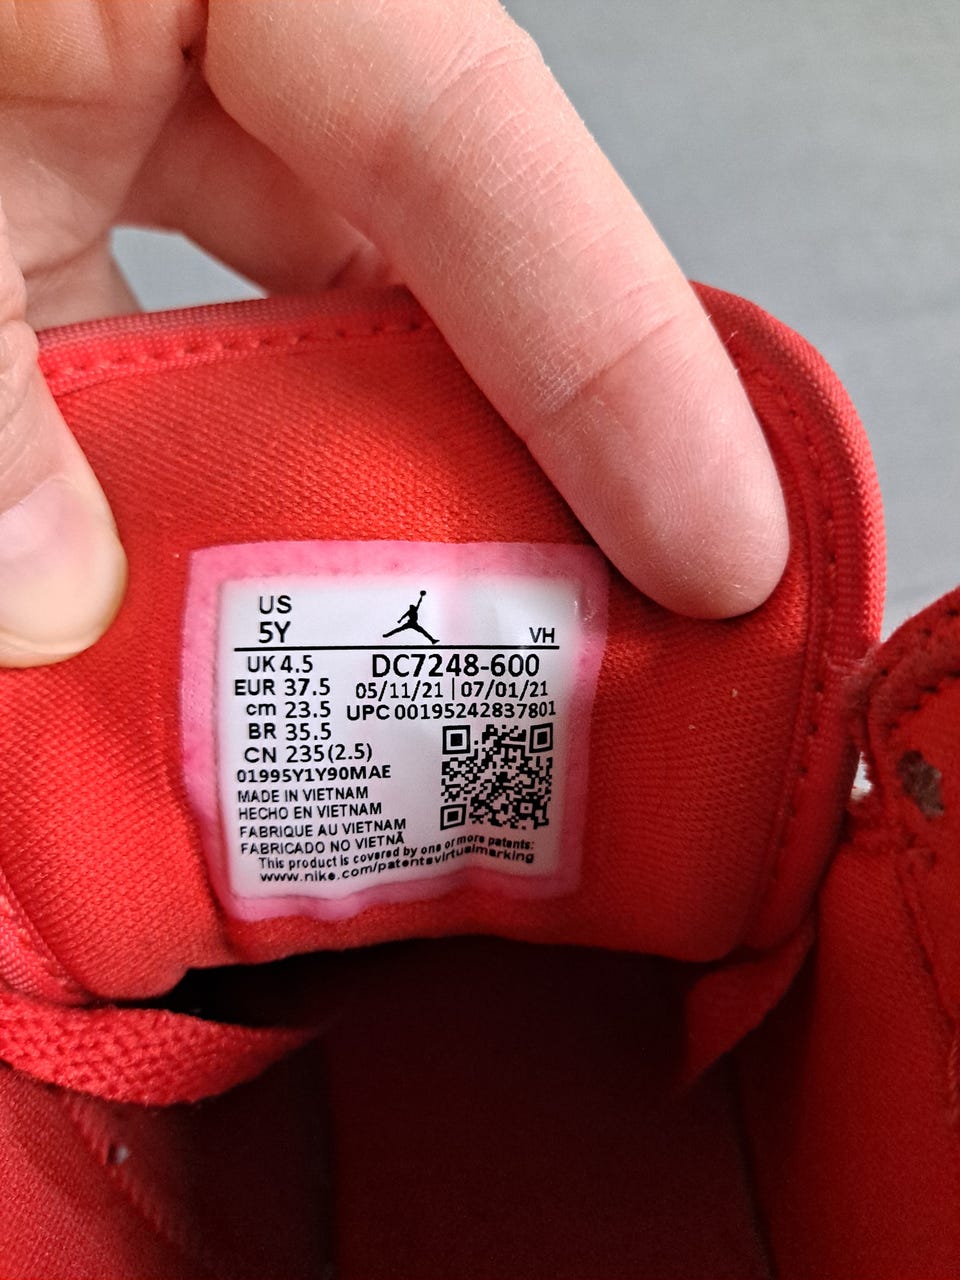 US
5Y
VH
UK 4.5
DC7248-600
EUR 37.5
05/11/21 | 07/01/21
cm 23.5
UPC 00195242837801
BR 35.5
CN 235(2.5)
01995Y1Y90MAE
MADE IN VIETNAM
HECHO EN VIETNAM
FABRIQUE AU VIETNAM
FABRICADO NO VIETNÃ
This product is covered by one or more patents:
www.nike.com/patentsvirtualmarking